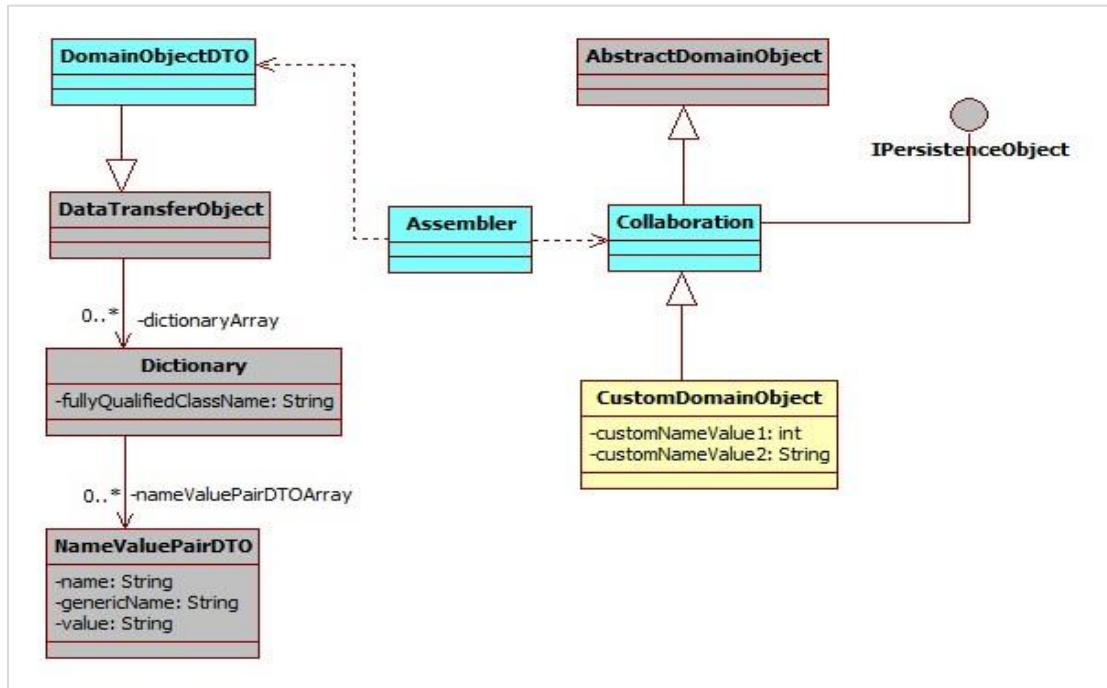 DomainObjectDTO
AbstractDomainObject
IPersistenceObject
DataTransferObject
Assembler
Collaboration
0..*
-dictionaryArray
Dictionary
-fullyQualifiedClassName: String
CustomDomainObject
-customNameValue1: int
-customNameValue2: String
0..*
-nameValuePairDTOArray
NameValuePairDTO
-name: String
-genericName: String
-value: String